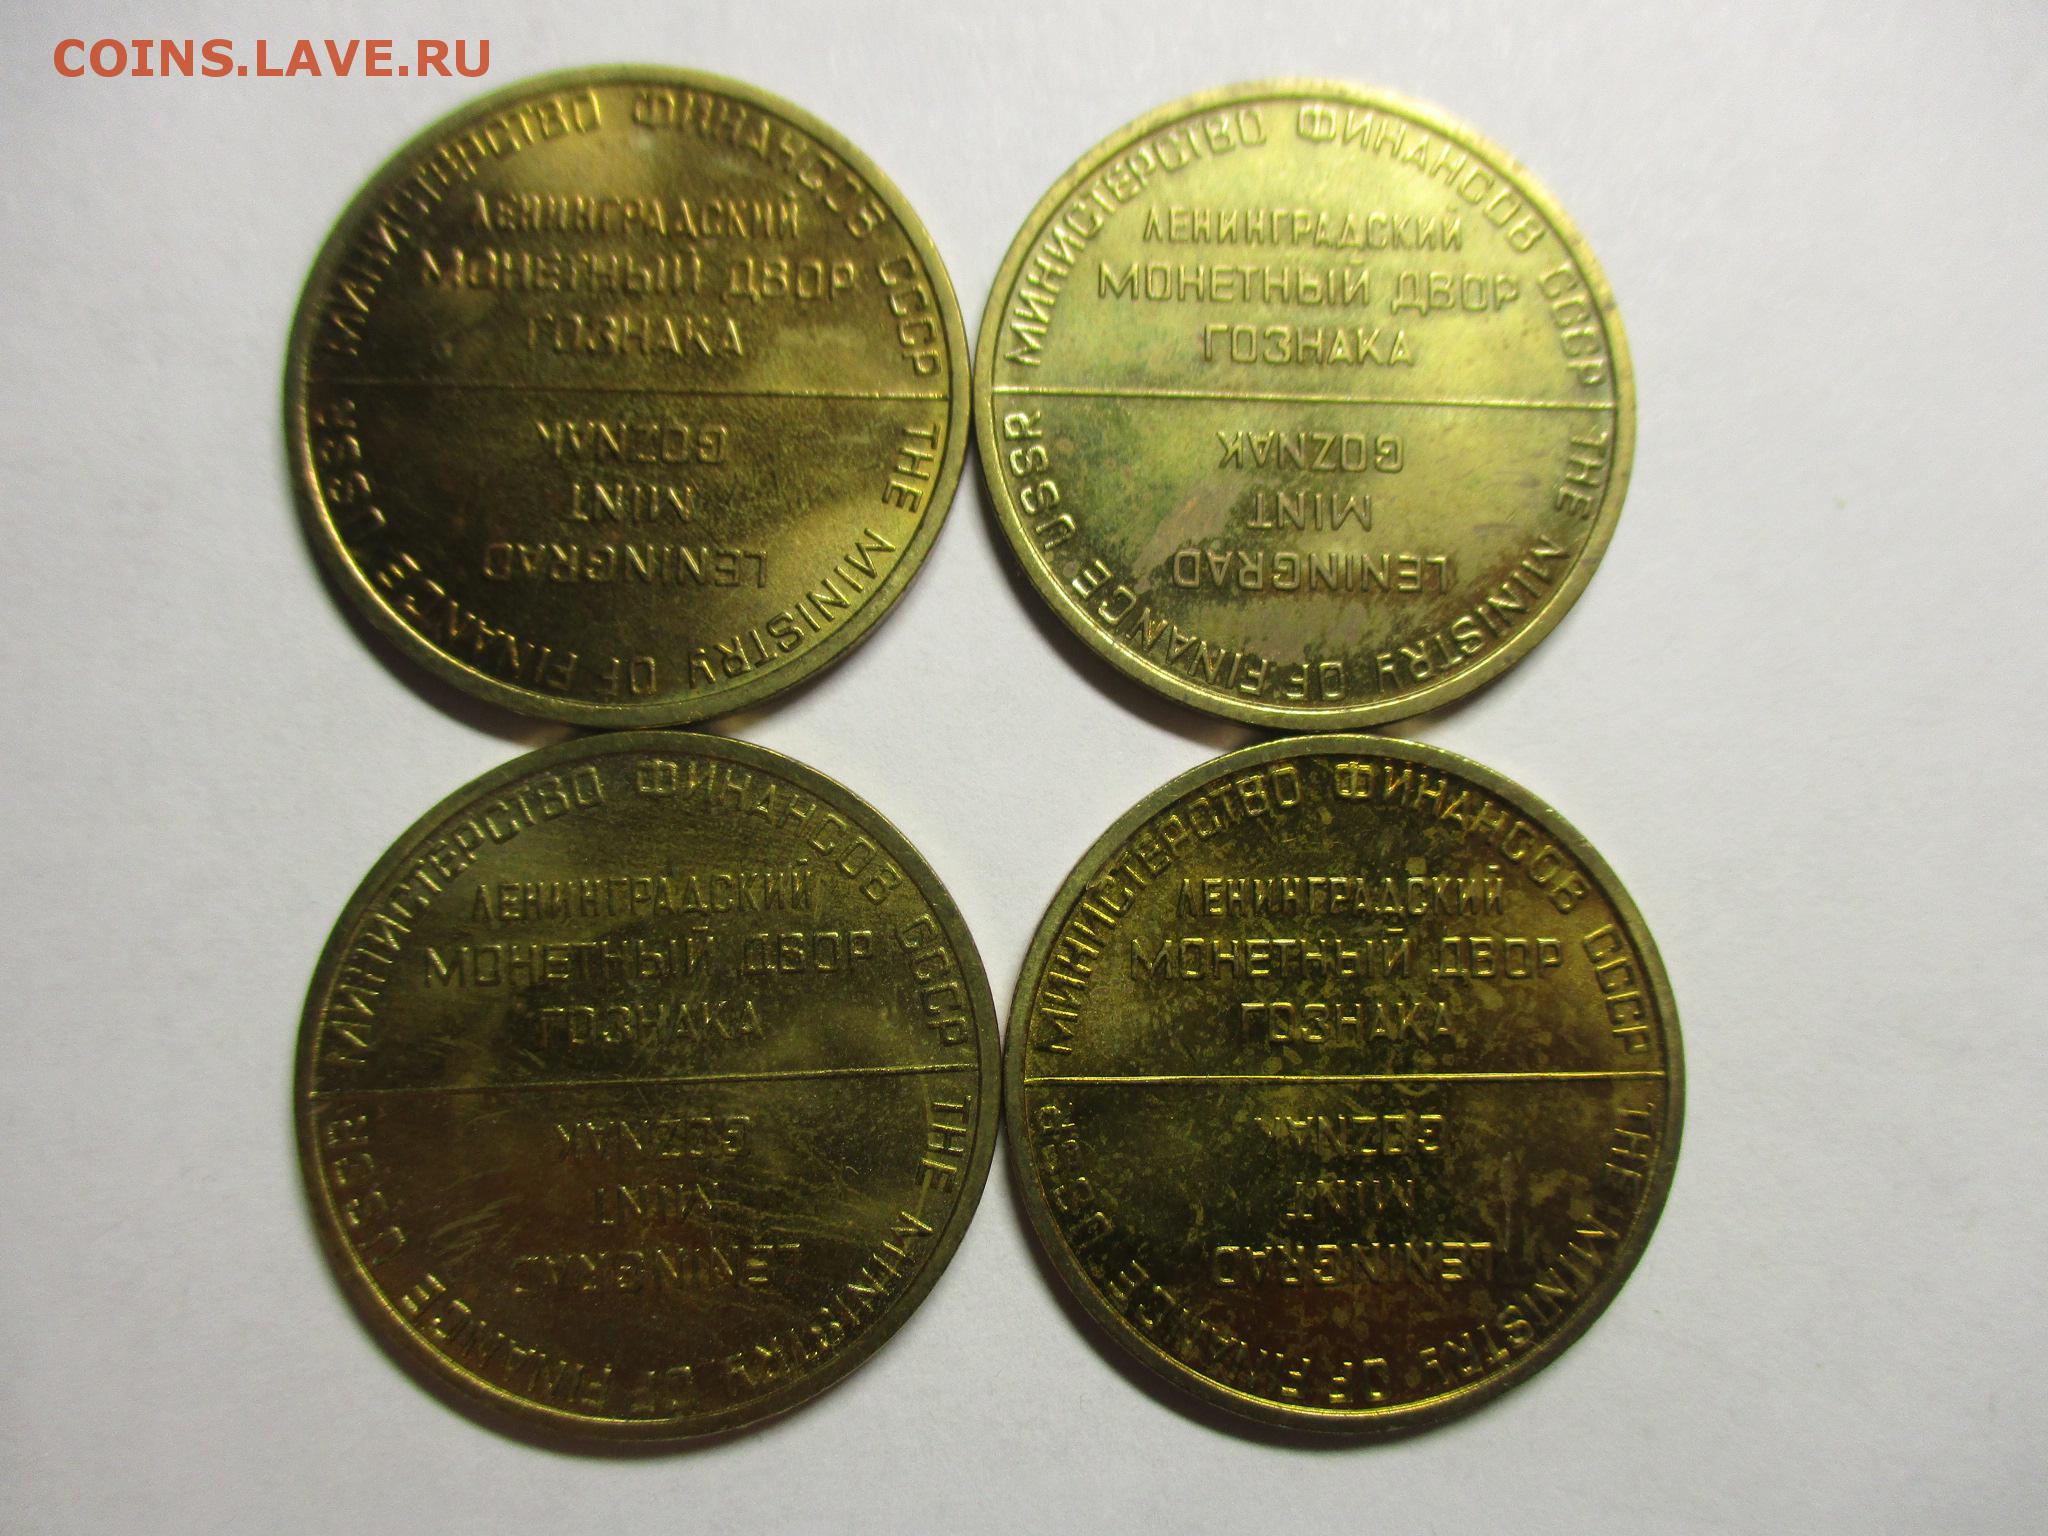 COINS.LAVE.RU
МИНИСТЕРСТВО ФИНАНСОВ СССР
ЛЕНИНГРАДСКИЙ
МОНЕТНЫЙ ДВОР
ГОЗНАКА
THE MINISTRY OF FINANCE USSR
LENINGRAD
MINT
GOZNAK
МИНИСТЕРСТВО ФИНАНСОВ СССР
ЛЕНИНГРАДСКИЙ
МОНЕТНЫЙ ДВОР
ГОЗНАКА
THE MINISTRY OF FINANCE USSR
LENINGRAD
MINT
GOZNAK
МИНИСТЕРСТВО ФИНАНСОВ СССР
ЛЕНИНГРАДСКИЙ
МОНЕТНЫЙ ДВОР
ГОЗНАКА
THE MINISTRY OF FINANCE USSR
LENINGRAD
MINT
GOZNAK
МИНИСТЕРСТВО ФИНАНСОВ СССР
ЛЕНИНГРАДСКИЙ
МОНЕТНЫЙ ДВОР
ГОЗНАКА
THE MINISTRY OF FINANCE USSR
LENINGRAD
MINT
GOZNAK